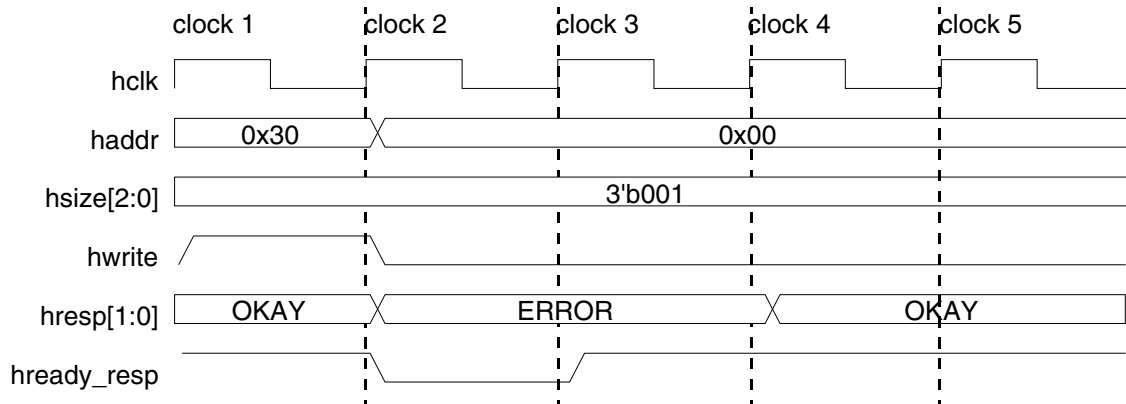 clock 1 clock 2 clock 3 clock 4 clock 5
hclk
haddr 0x30 0x00
hsize[2:0] 3'b001
hwrite
hresp[1:0] OKAY ERROR OKAY
hready_resp